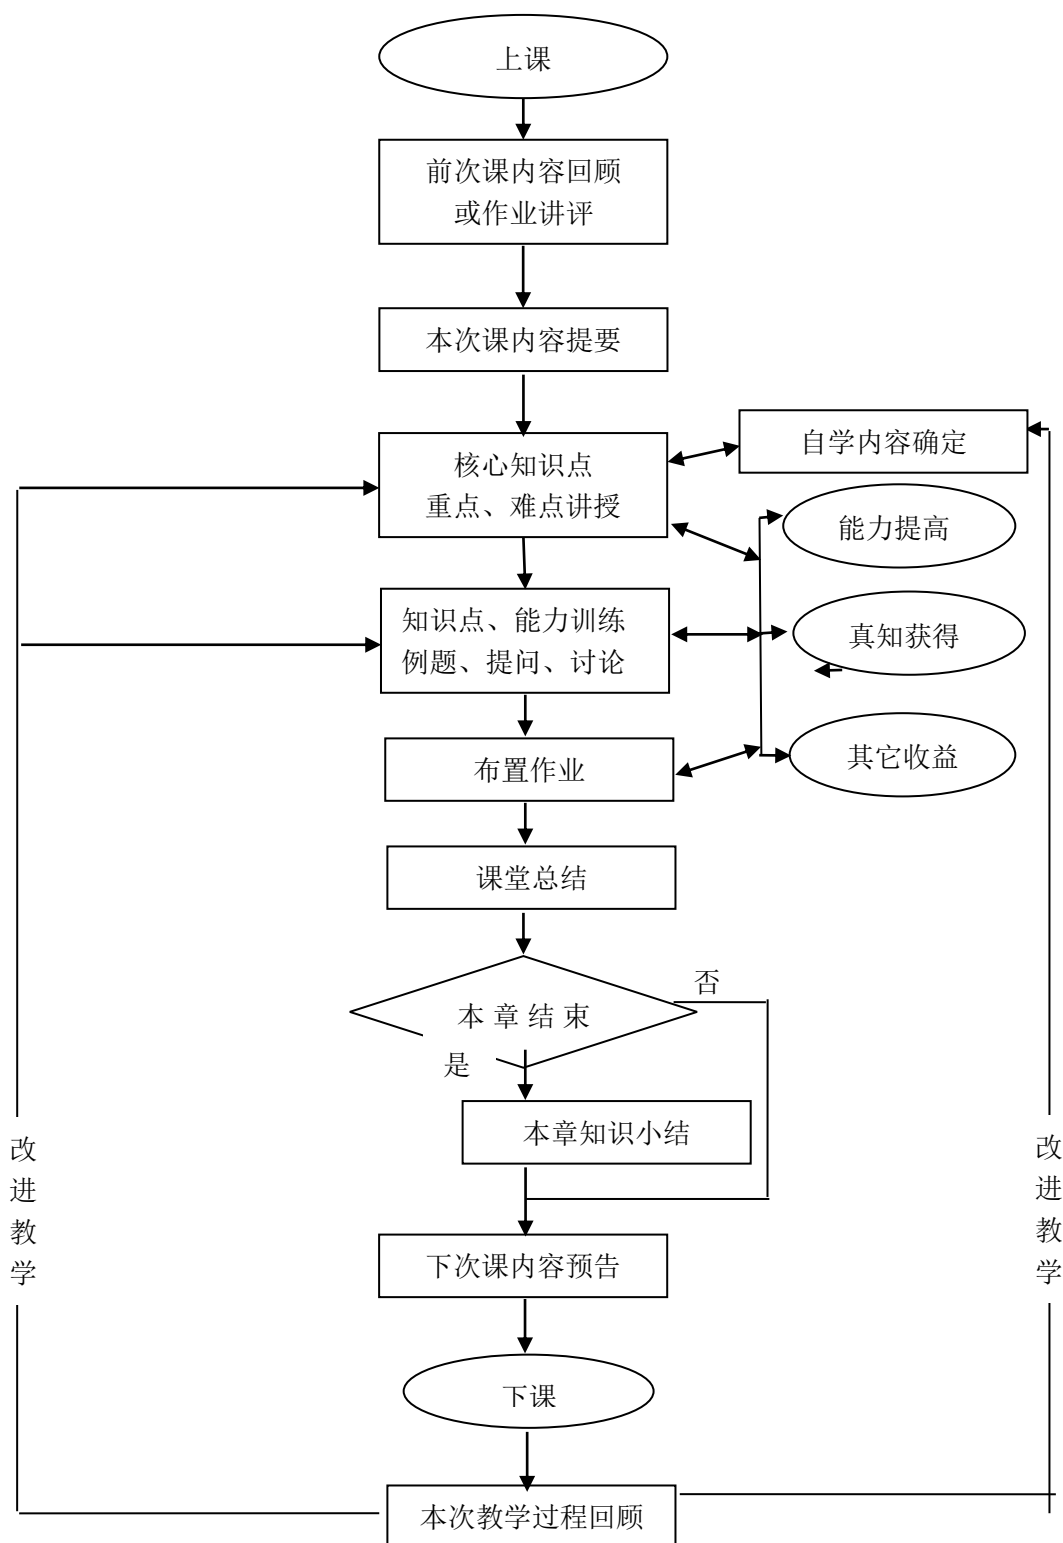 上课
前次课内容回顾
或作业讲评
本次课内容提要
核心知识点
重点、难点讲授
自学内容确定
能力提高
知识点、能力训练
例题、提问、讨论
真知获得
布置作业
其它收益
课堂总结
本 章 结 束
否
是
本章知识小结
改
进
教
学
改
进
教
学
下次课内容预告
下课
本次教学过程回顾